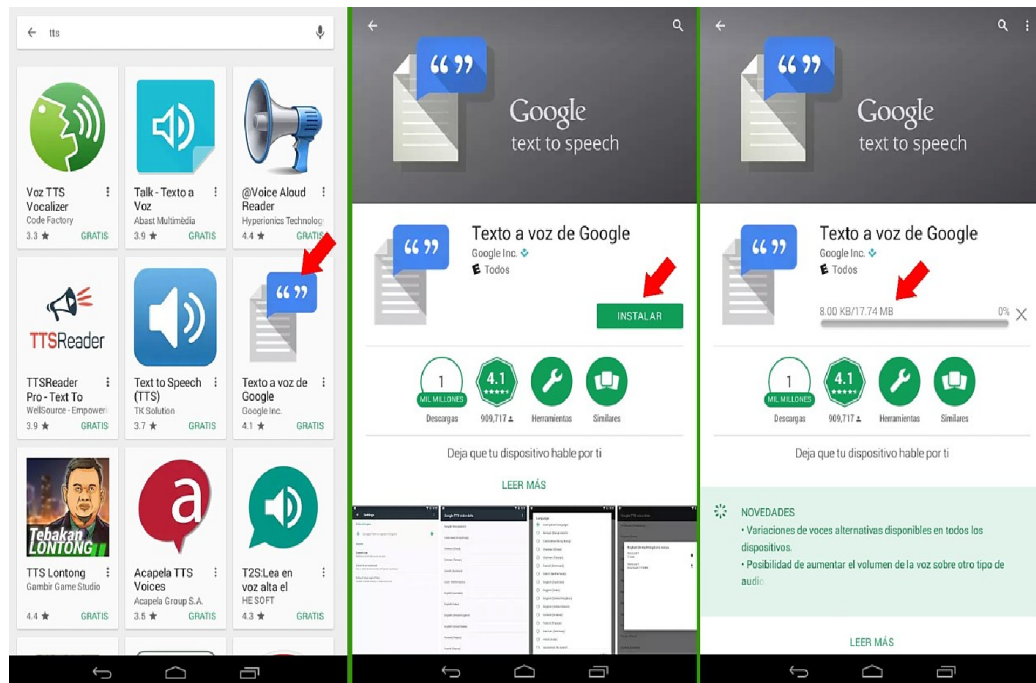 tts
Voz TTS
Vocalizer
Code Factory
3.3 ★ GRATIS
Talk - Texto a
Voz
Abast Multimèdia
3.9 ★ GRATIS
@Voice Aloud
Reader
Hyperionics Technolog
4.4 ★ GRATIS
TTSReader
TTSReader
Pro - Text To
WellSource - Empoweri
3.9 ★ GRATIS
Text to Speech
(TTS)
TK Solution
3.7 ★ GRATIS
Texto a voz de
Google
Google Inc.
4.1 ★ GRATIS
Tebakan
LONTONG
TTS Lontong
Gambir Game Studio
4.4 ★ GRATIS
a
Acapela TTS
Voices
Acapela Group S.A.
3.5 ★ GRATIS
T2S:Lea en
voz alta el
HESOFT
4.3 ★ GRATIS
Google
text to speech
Texto a voz de Google
Google Inc.
E Todos
INSTALAR
1
MIL MILLONES
Descargas
4.1
909,717
Herramientas
Similares
Deja que tu dispositivo hable por ti
LEER MÁS
Google
text to speech
Texto a voz de Google
Google Inc.
E Todos
8.00 KB/17.74 MB 0%
1
MIL MILLONES
Descargas
4.1
909,717
Herramientas
Similares
Deja que tu dispositivo hable por ti
NOVEDADES
• Variaciones de voces alternativas disponibles en todos los
dispositivos.
• Posibilidad de aumentar el volumen de la voz sobre otro tipo de
audio.
LEER MÁS